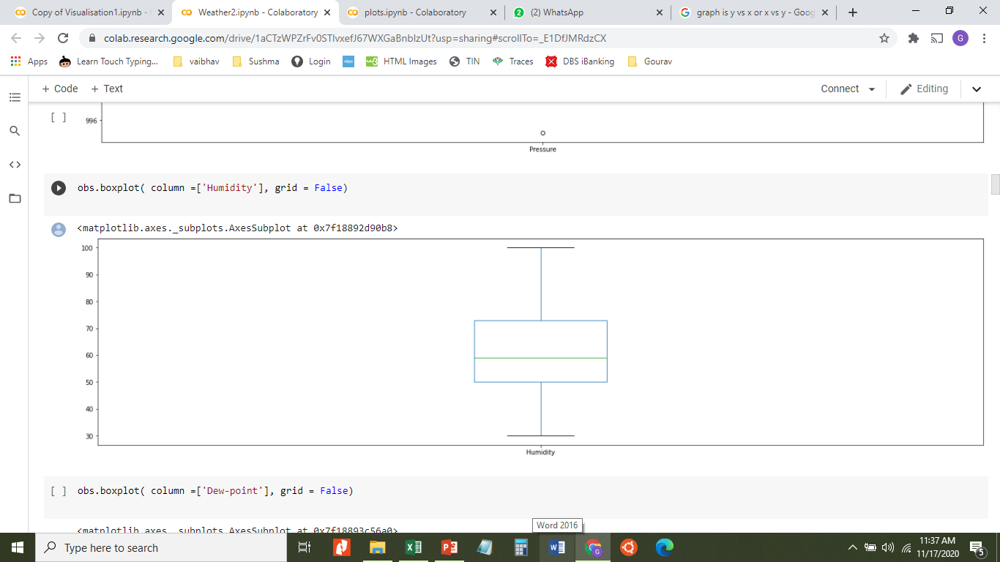 Copy of Visualisation1.ipynb -
Weather2.ipynb - Colaboratory
plots.ipynb - Colaboratory
(2) WhatsApp
graph is y vs x or x vs y - Goog
colab.research.google.com/drive/1aCTzWPZrFv0STIvxefJ67WXGaBnbIzUt?usp=sharing#scrollTo=_E1DfJMRdzCX
G
Apps
Learn Touch Typing...
vaibhav
Sushma
Login
HTML Images
TIN
Traces
DBS iBanking
Gourav
+ Code
+ Text
Connect
Editing
[ ]
996
Pressure
obs.boxplot( column =['Humidity'], grid = False)
<matplotlib.axes._subplots.AxesSubplot at 0x7f18892d90b8>
100
90
80
70
60
50
40
30
Humidity
[ ] obs.boxplot( column =['Dew-point'], grid = False)
<matplotlib.axes._subplots.AxesSubplot at 0x7f18893c56a0>
Word 2016
Type here to search
11:37 AM
11/17/2020
5